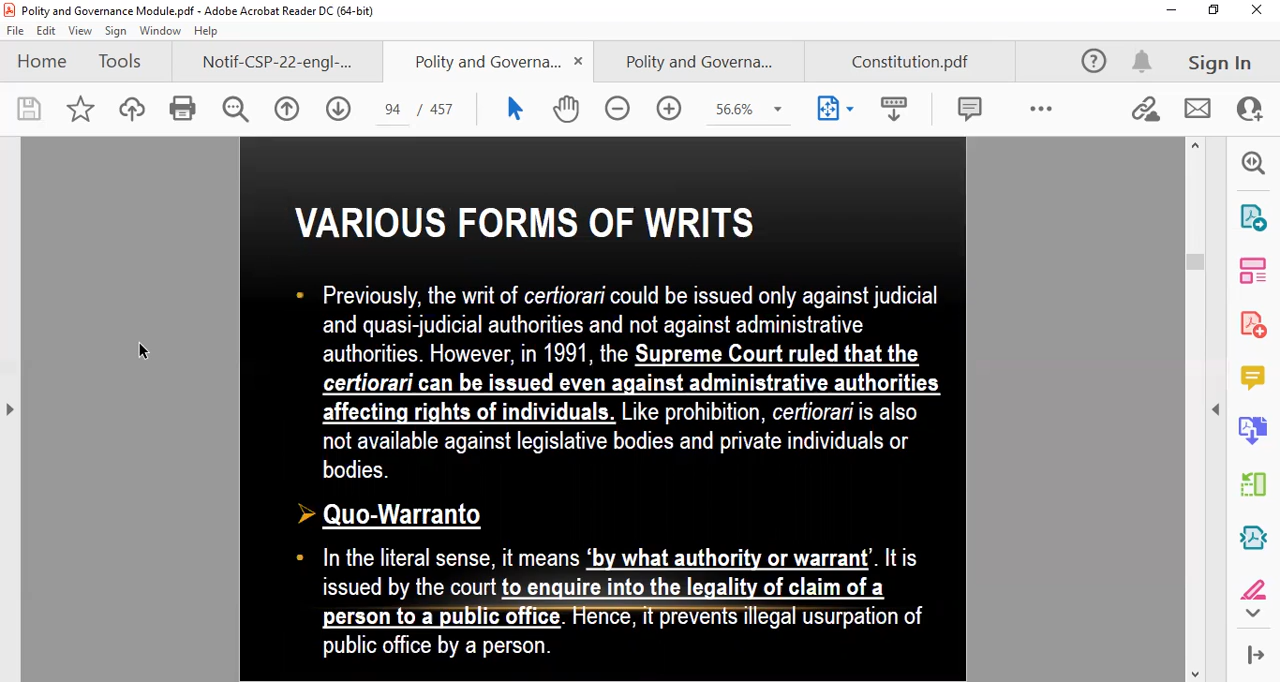 Polity and Governance Module.pdf - Adobe Acrobat Reader DC (64-bit)
File Edit View Sign Window Help
Home Tools Notif-CSP-22-engl-... Polity and Governa... × Polity and Governa... Constitution.pdf ? Sign In
94 / 457 56.6%
VARIOUS FORMS OF WRITS
• Previously, the writ of certiorari could be issued only against judicial
and quasi-judicial authorities and not against administrative
authorities. However, in 1991, the Supreme Court ruled that the
certiorari can be issued even against administrative authorities
affecting rights of individuals. Like prohibition, certiorari is also
not available against legislative bodies and private individuals or
bodies.
➢ Quo-Warranto
• In the literal sense, it means ‘by what authority or warrant’. It is
issued by the court to enquire into the legality of claim of a
person to a public office. Hence, it prevents illegal usurpation of
public office by a person.